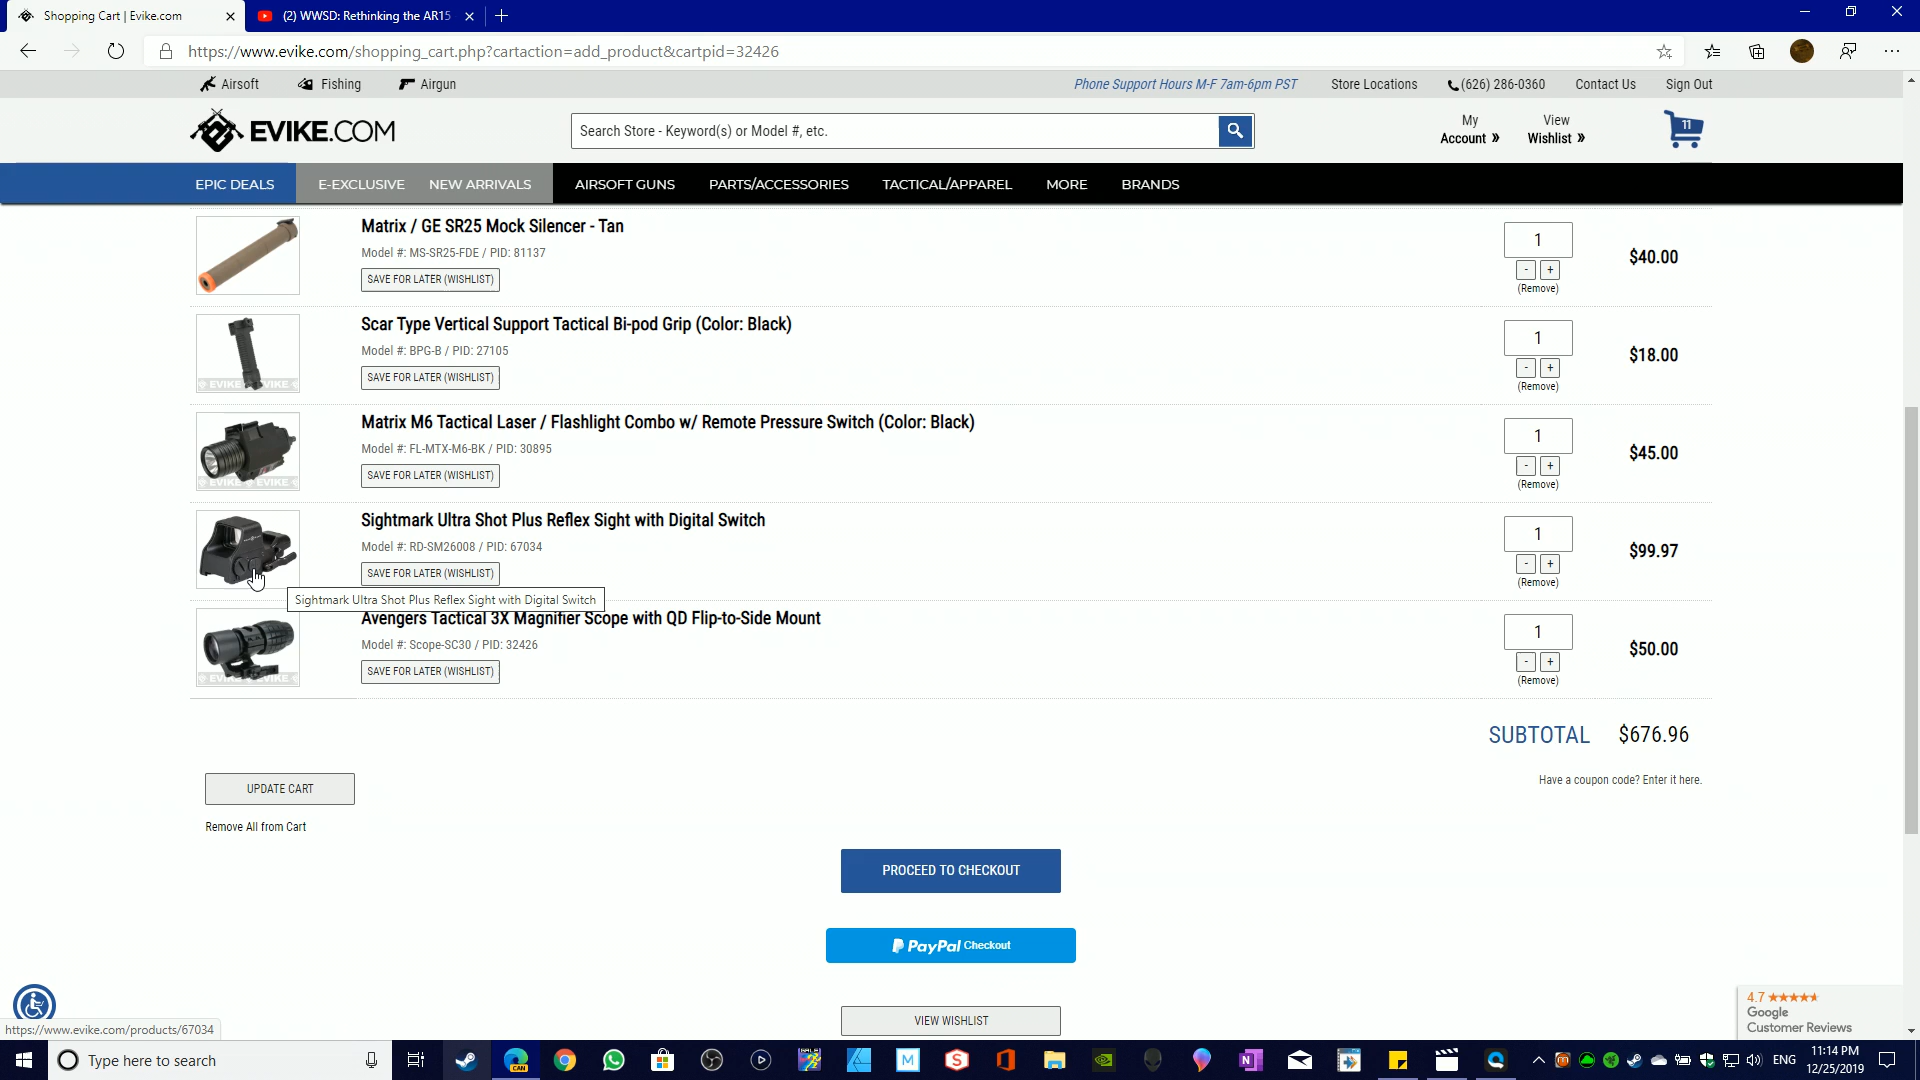 Shopping Cart | Evike.com
(2) WWSD: Rethinking the AR15
https://www.evike.com/shopping_cart.php?cartaction=add_product&cartpid=32426
Airsoft Fishing Airgun Phone Support Hours M-F 7am-6pm PST Store Locations (626) 286-0360 Contact Us Sign Out
EVIKE.COM
Search Store - Keyword(s) or Model #, etc.
My
Account »
View
Wishlist »
11
EPIC DEALS E-EXCLUSIVE NEW ARRIVALS AIRSOFT GUNS PARTS/ACCESSORIES TACTICAL/APPAREL MORE BRANDS
Matrix / GE SR25 Mock Silencer - Tan
Model #: MS-SR25-FDE / PID: 81137
SAVE FOR LATER (WISHLIST)
1
- +
(Remove)
$40.00
Scar Type Vertical Support Tactical Bi-pod Grip (Color: Black)
Model #: BPG-B / PID: 27105
SAVE FOR LATER (WISHLIST)
EVIKE EVIKE
1
- +
(Remove)
$18.00
Matrix M6 Tactical Laser / Flashlight Combo w/ Remote Pressure Switch (Color: Black)
Model #: FL-MTX-M6-BK / PID: 30895
SAVE FOR LATER (WISHLIST)
EVIKE EVIKE
1
- +
(Remove)
$45.00
Sightmark Ultra Shot Plus Reflex Sight with Digital Switch
Model #: RD-SM26008 / PID: 67034
SAVE FOR LATER (WISHLIST)
1
- +
(Remove)
$99.97
Sightmark Ultra Shot Plus Reflex Sight with Digital Switch
Avengers Tactical 3X Magnifier Scope with QD Flip-to-Side Mount
Model #: Scope-SC30 / PID: 32426
SAVE FOR LATER (WISHLIST)
EVIKE EVIKE
1
- +
(Remove)
$50.00
SUBTOTAL $676.96
Have a coupon code? Enter it here.
UPDATE CART
Remove All from Cart
PROCEED TO CHECKOUT
PayPal Checkout
VIEW WISHLIST
4.7
Google
Customer Reviews
https://www.evike.com/products/67034
Type here to search
CAN
ENG
11:14 PM
12/25/2019